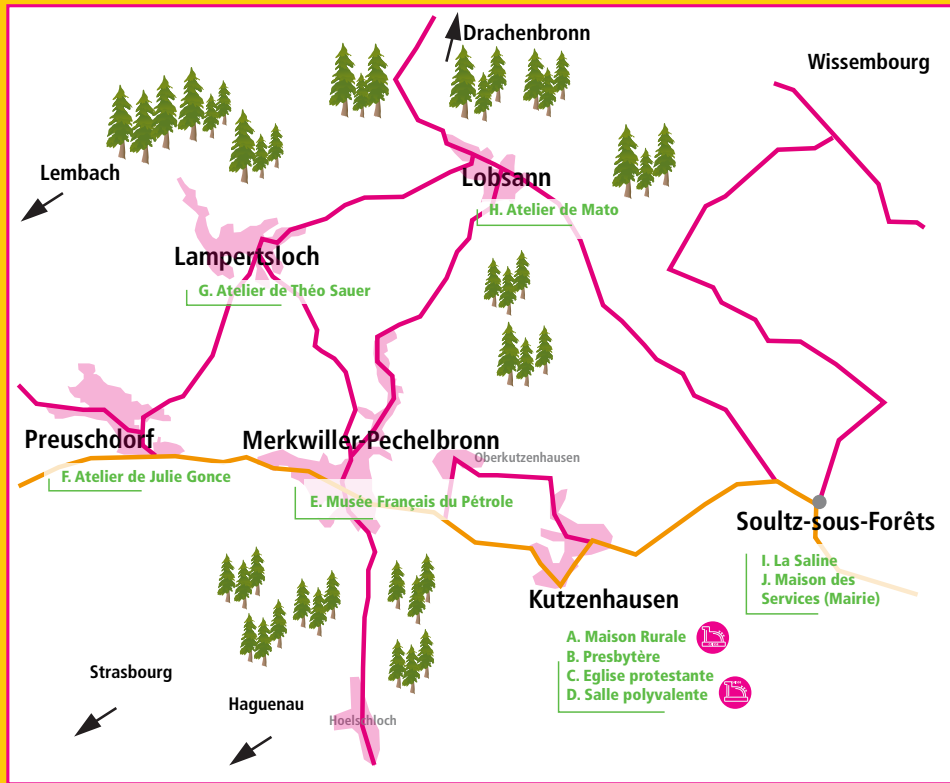 Drachenbronn
Wissembourg
Lembach
Lobsann
H. Atelier de Mato
Lampertsloch
G. Atelier de Théo Sauer
Preuschdorf
Merkwiller-Pechelbronn
Oberkutzenhausen
F. Atelier de Julie Gonce
E. Musée Français du Pétrole
Soultz-sous-Forêts
I. La Saline
J. Maison des
Services (Mairie)
Kutzenhausen
A. Maison Rurale
B. Presbytère
C. Eglise protestante
D. Salle polyvalente
Strasbourg
Haguenau
Hoelschloch